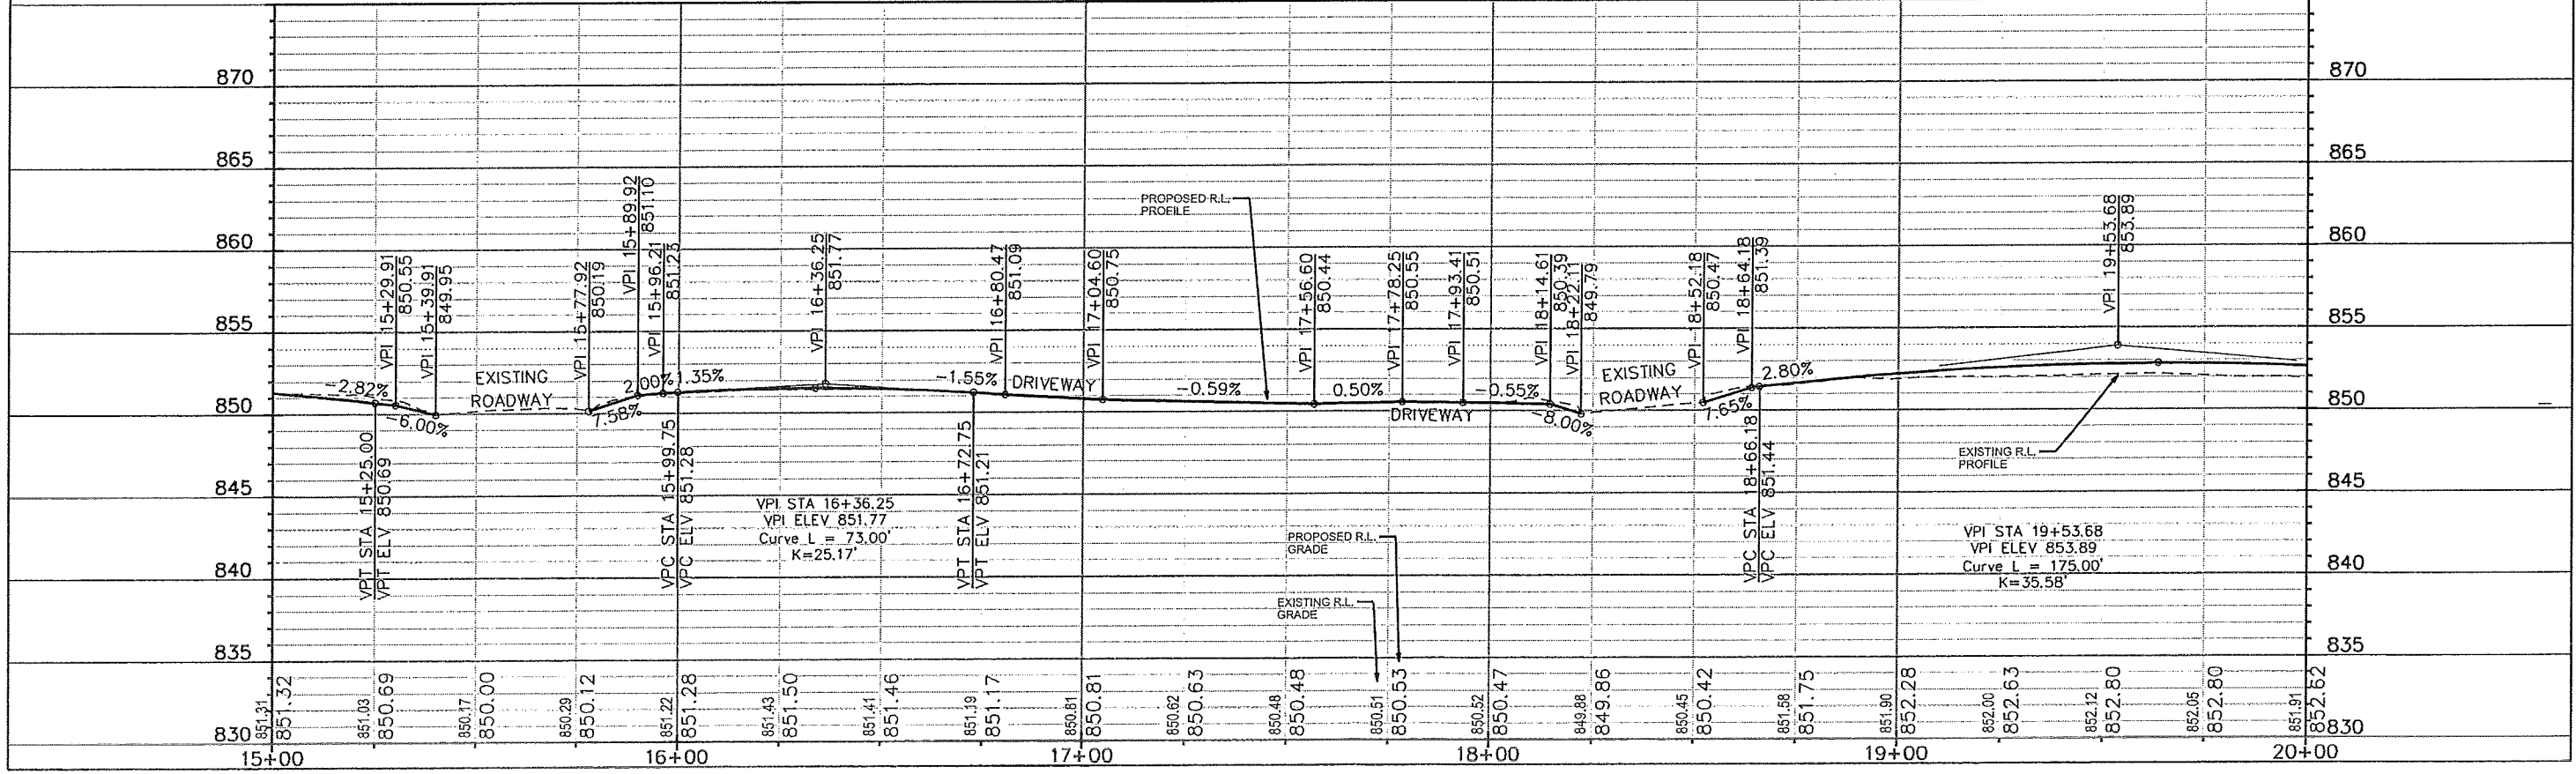 870
870
865
865
860
860
855
855
850
850
845
845
840
840
835
835
830
830
VPI 15+29.91
850.55
VPI 15+39.91
849.95
VPI 15+77.92
850.19
VPI 15+89.92
851.10
VPI 15+96.21
851.23
VPI 16+36.25
851.77
VPI 16+80.47
851.09
VPI 17+04.60
850.75
PROPOSED R.L.
PROFILE
VPI 17+56.60
850.44
VPI 17+78.25
850.55
VPI 17+93.41
850.51
VPI 18+14.61
850.39
VPI 18+22.11
849.79
VPI 18+52.18
850.47
VPI 18+64.18
851.39
VPI 19+53.68
853.89
-2.82%
-6.00%
EXISTING
ROADWAY
7.58%
2.00%
1.35%
-1.55%
DRIVEWAY
-0.59%
0.50%
DRIVEWAY
-0.55%
-8.00%
EXISTING
ROADWAY
7.65%
2.80%
EXISTING R.L.
PROFILE
VPT STA 15+25.00
VPT ELV 850.69
VPC STA 15+99.75
VPC ELV 851.28
VPI STA 16+36.25
VPI ELEV 851.77
Curve L = 73.00'
K=25.17'
VPT STA 16+72.75
VPT ELV 851.21
PROPOSED R.L.
GRADE
EXISTING R.L.
GRADE
VPC STA 18+66.18
VPC ELV 851.44
VPI STA 19+53.68
VPI ELEV 853.89
Curve L = 175.00'
K=35.58'
851.31
851.32
851.03
850.69
850.17
850.00
850.29
850.12
851.22
851.28
851.43
851.50
851.41
851.46
851.19
851.17
850.81
850.81
850.62
850.63
850.48
850.48
850.51
850.53
850.52
850.47
849.88
849.86
850.45
850.42
851.58
851.75
851.90
852.28
852.00
852.63
852.12
852.80
852.05
852.80
851.91
852.62
15+00
16+00
17+00
18+00
19+00
20+00